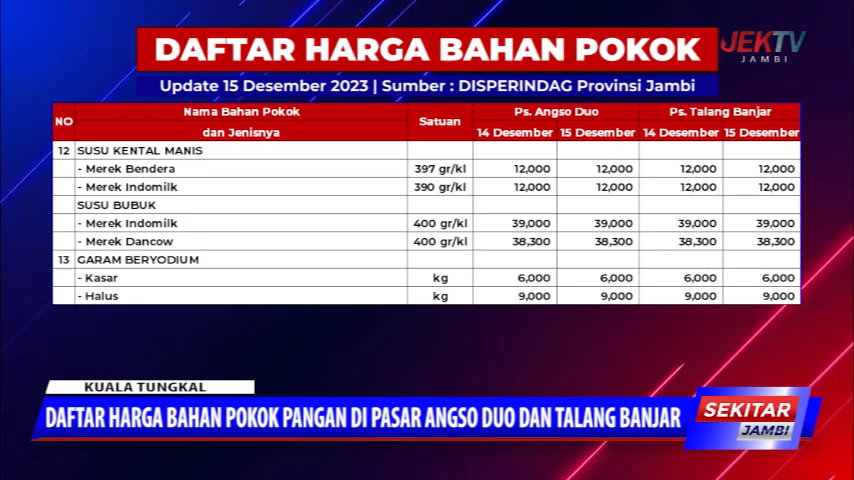 DAFTAR HARGA BAHAN POKOK
JEKTV
JAMBI
Update 15 Desember 2023 | Sumber : DISPERINDAG Provinsi Jambi
NO Nama Bahan Pokok dan Jenisnya Satuan Ps. Angso Duo Ps. Talang Banjar
14 Desember 15 Desember 14 Desember 15 Desember
12 SUSU KENTAL MANIS
- Merek Bendera 397 gr/kl 12,000 12,000 12,000 12,000
- Merek Indomilk 390 gr/kl 12,000 12,000 12,000 12,000
SUSU BUBUK
- Merek Indomilk 400 gr/kl 39,000 39,000 39,000 39,000
- Merek Dancow 400 gr/kl 38,300 38,300 38,300 38,300
13 GARAM BERYODIUM
- Kasar kg 6,000 6,000 6,000 6,000
- Halus kg 9,000 9,000 9,000 9,000
KUALA TUNGKAL
DAFTAR HARGA BAHAN POKOK PANGAN DI PASAR ANGSO DUO DAN TALANG BANJAR
SEKITAR
JAMBI